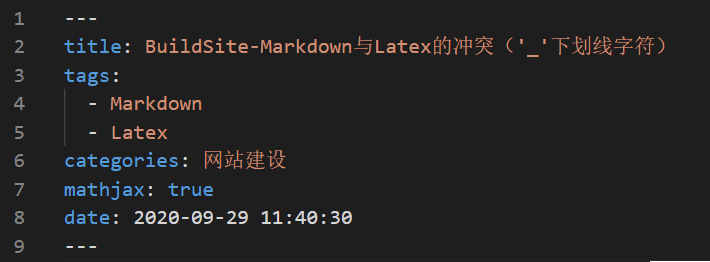 1 ---
2 title: BuildSite-Markdown与Latex的冲突（'_'下划线字符）
3 tags:
4   - Markdown
5   - Latex
6 categories: 网站建设
7 mathjax: true
8 date: 2020-09-29 11:40:30
9 ---